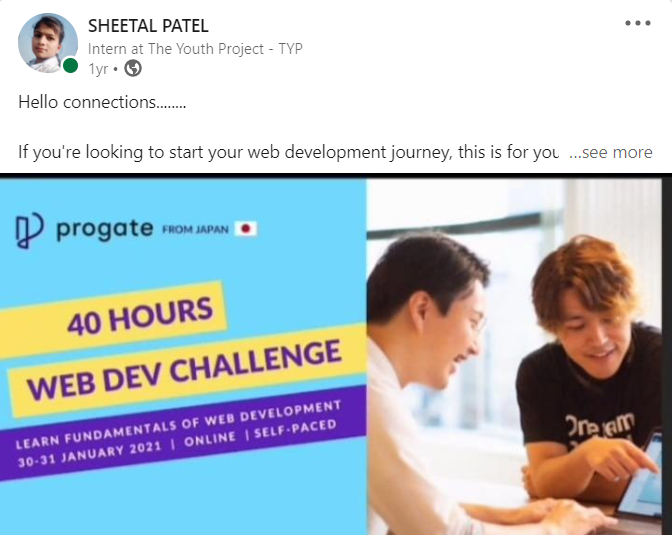 SHEETAL PATEL
Intern at The Youth Project - TYP
1yr •
Hello connections........
If you're looking to start your web development journey, this is for you ...see more
progate FROM JAPAN
40 HOURS
WEB DEV CHALLENGE
LEARN FUNDAMENTALS OF WEB DEVELOPMENT
30-31 JANUARY 2021 | ONLINE | SELF-PACED